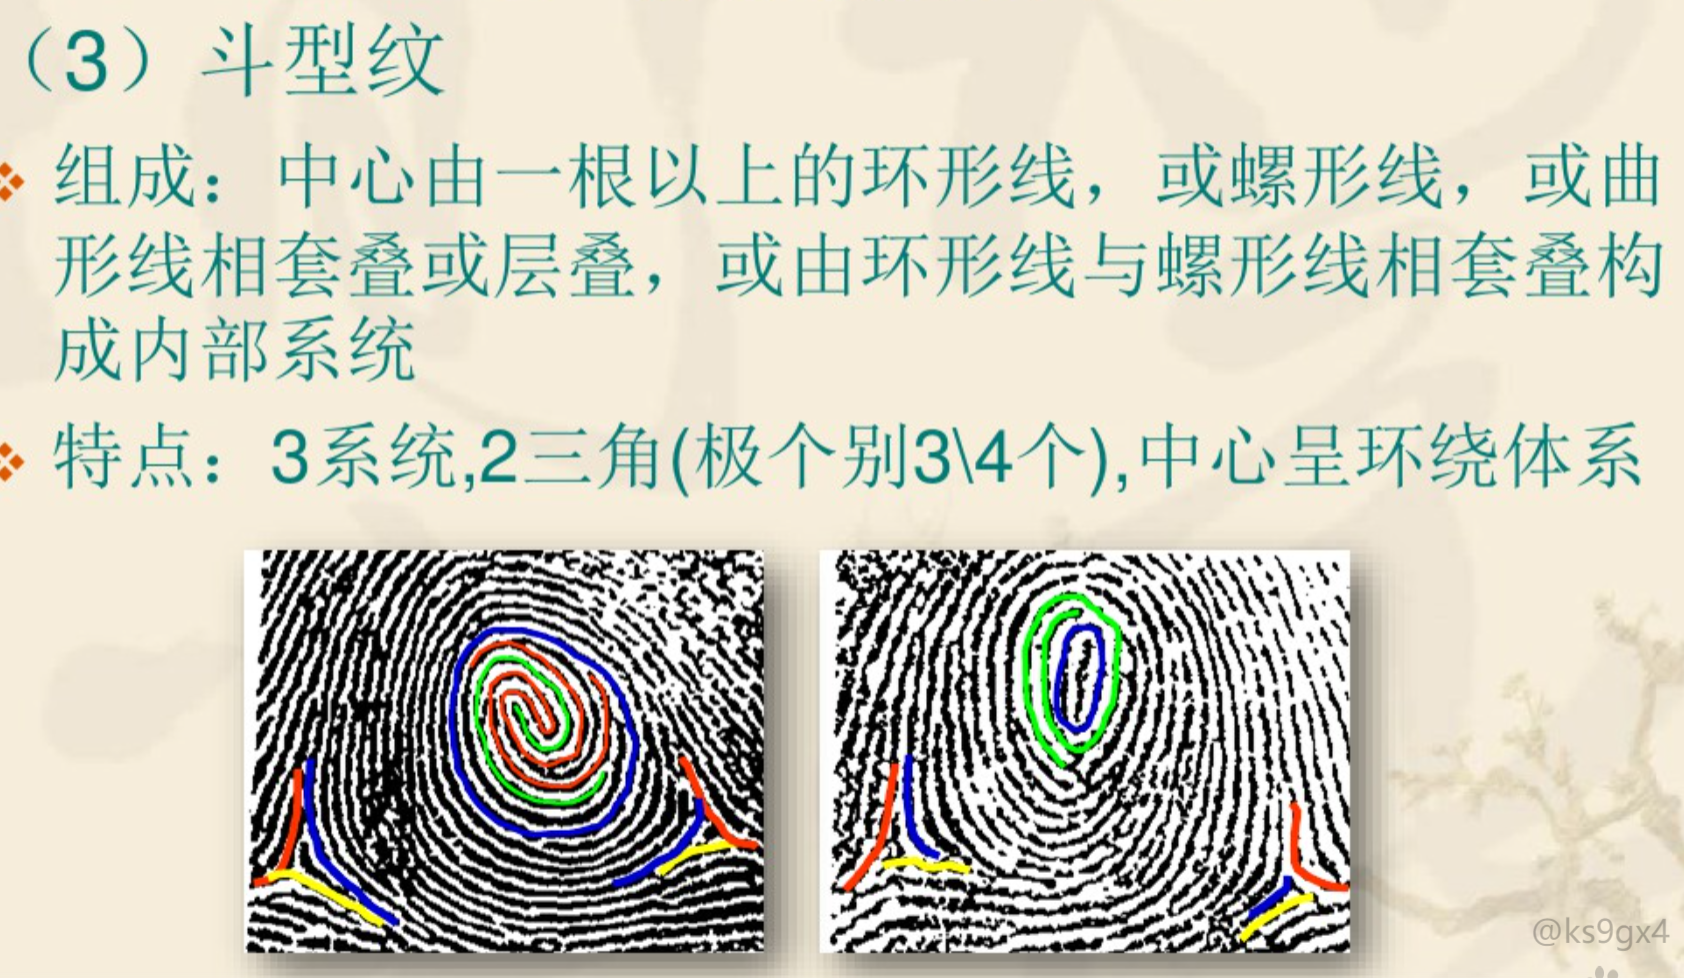 （3）斗型纹
组成：中心由一根以上的环形线，或螺形线，或曲
形线相套叠或层叠，或由环形线与螺形线相套叠构
成内部系统
特点：3系统,2三角(极个别3\4个),中心呈环绕体系
@ks9gx4